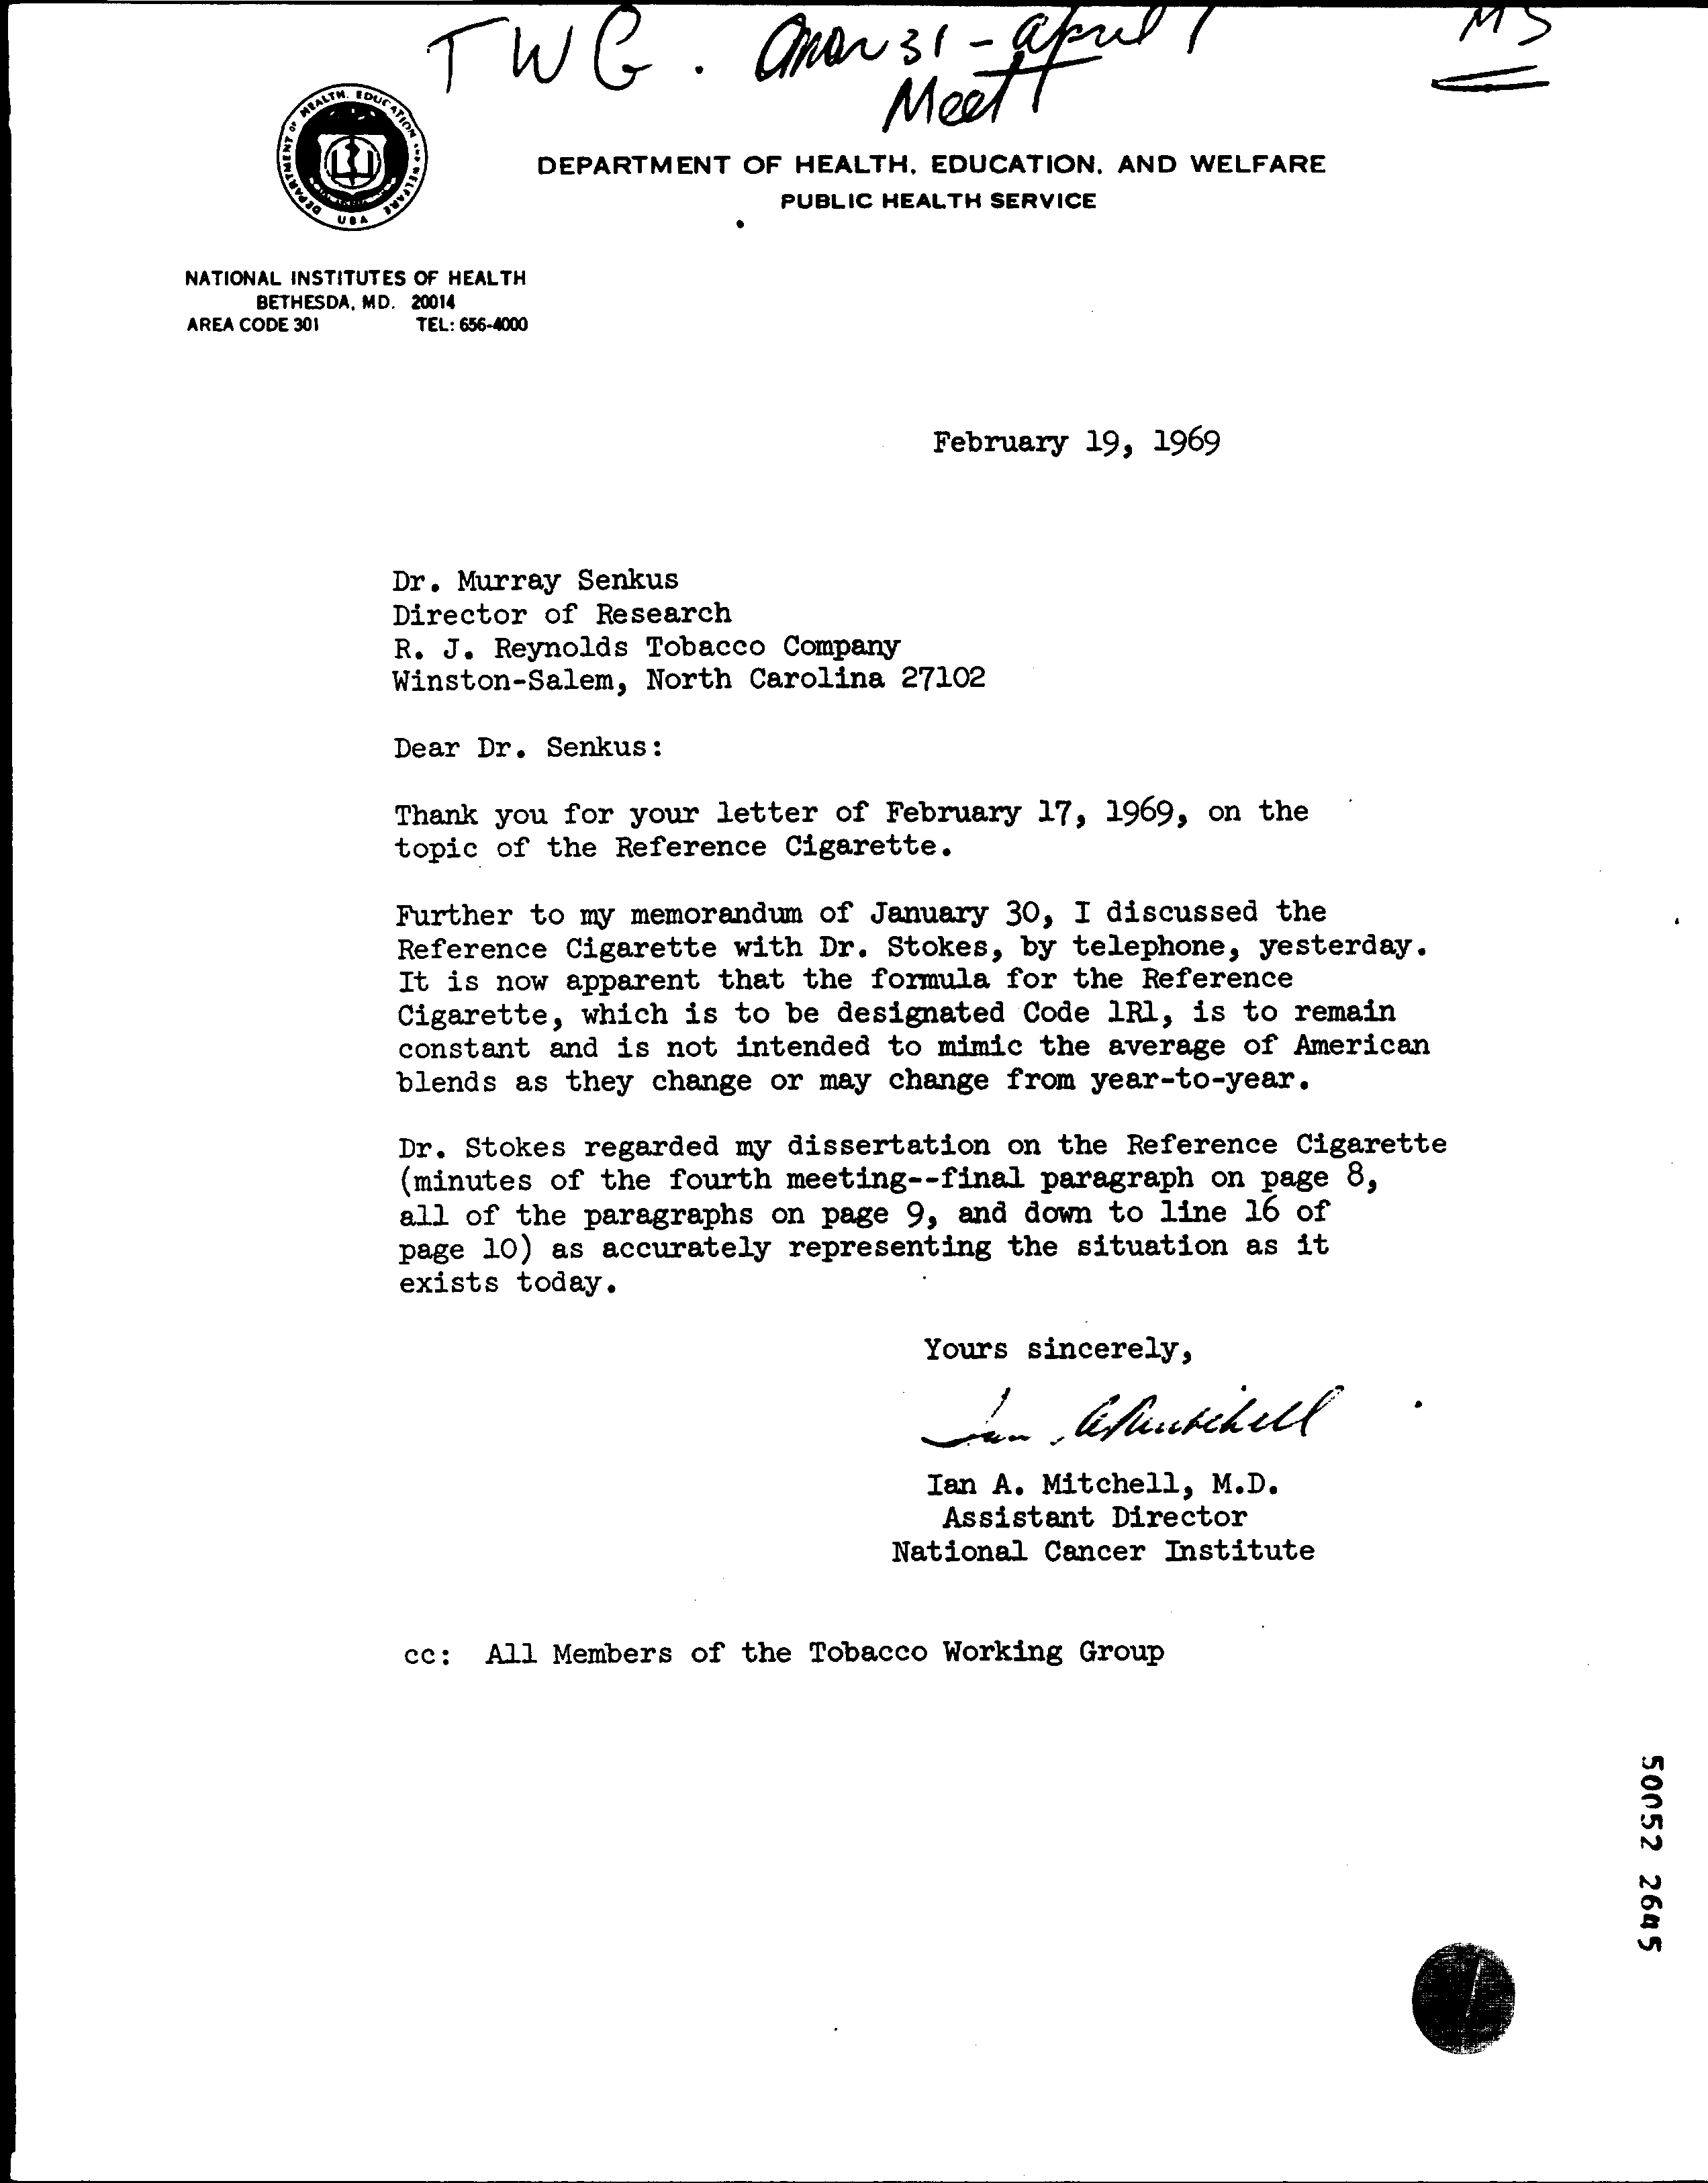 TWG. Mar 31 - April 1
MS
Meet
DEPARTMENT OF HEALTH, EDUCATION, AND WELFARE
USA
DEPARTMENT OF HEALTH, EDUCATION, AND WELFARE
PUBLIC HEALTH SERVICE
NATIONAL INSTITUTES OF HEALTH
BETHESDA, MD. 20014
AREA CODE 301 TEL: 656-4000
February 19, 1969
Dr. Murray Senkus
Director of Research
R. J. Reynolds Tobacco Company
Winston-Salem, North Carolina 27102
Dear Dr. Senkus:
Thank you for your letter of February 17, 1969, on the
topic of the Reference Cigarette.
Further to my memorandum of January 30, I discussed the
Reference Cigarette with Dr. Stokes, by telephone, yesterday.
It is now apparent that the formula for the Reference
Cigarette, which is to be designated Code 1R1, is to remain
constant and is not intended to mimic the average of American
blends as they change or may change from year-to-year.
Dr. Stokes regarded my dissertation on the Reference Cigarette
(minutes of the fourth meeting--final paragraph on page 8,
all of the paragraphs on page 9, and down to line 16 of
page 10) as accurately representing the situation as it
exists today.
Yours sincerely,
Ian A. Mitchell
Ian A. Mitchell, M.D.
Assistant Director
National Cancer Institute
cc: All Members of the Tobacco Working Group
50052